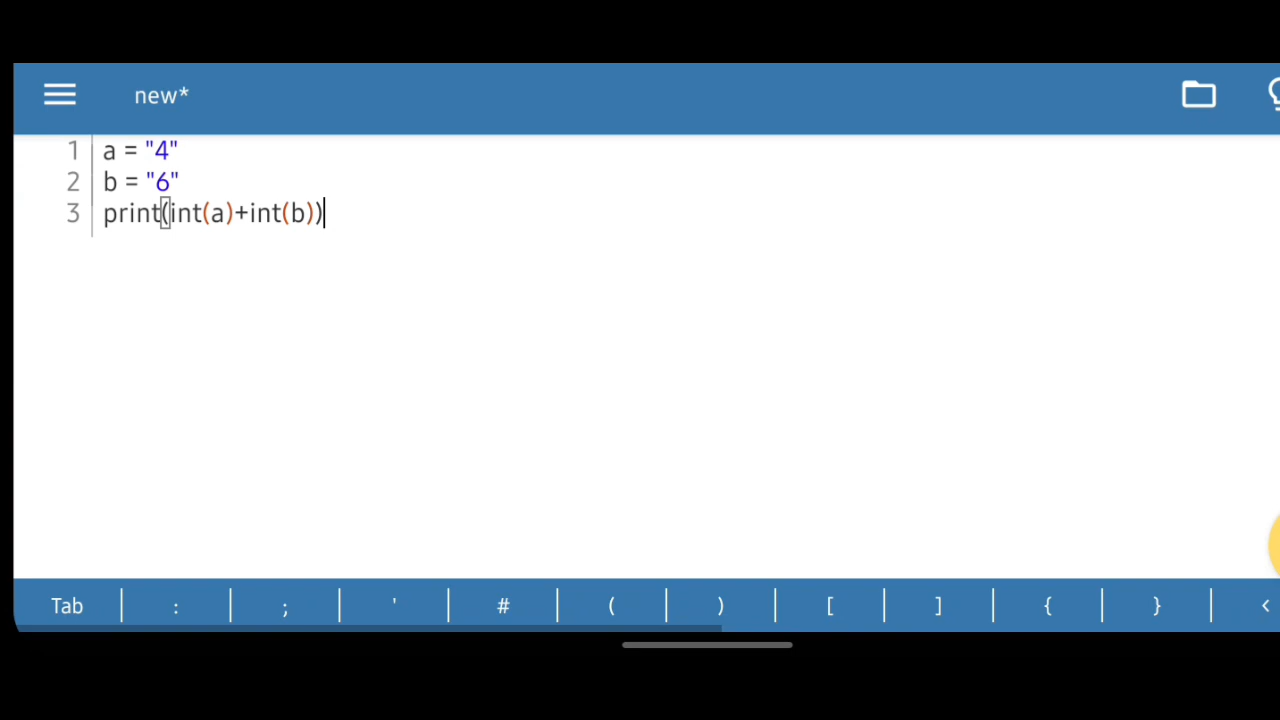 new*
1 a = "4"
2 b = "6"
3 print(int(a)+int(b))
Tab : ; ' # ( ) [ ] { } <